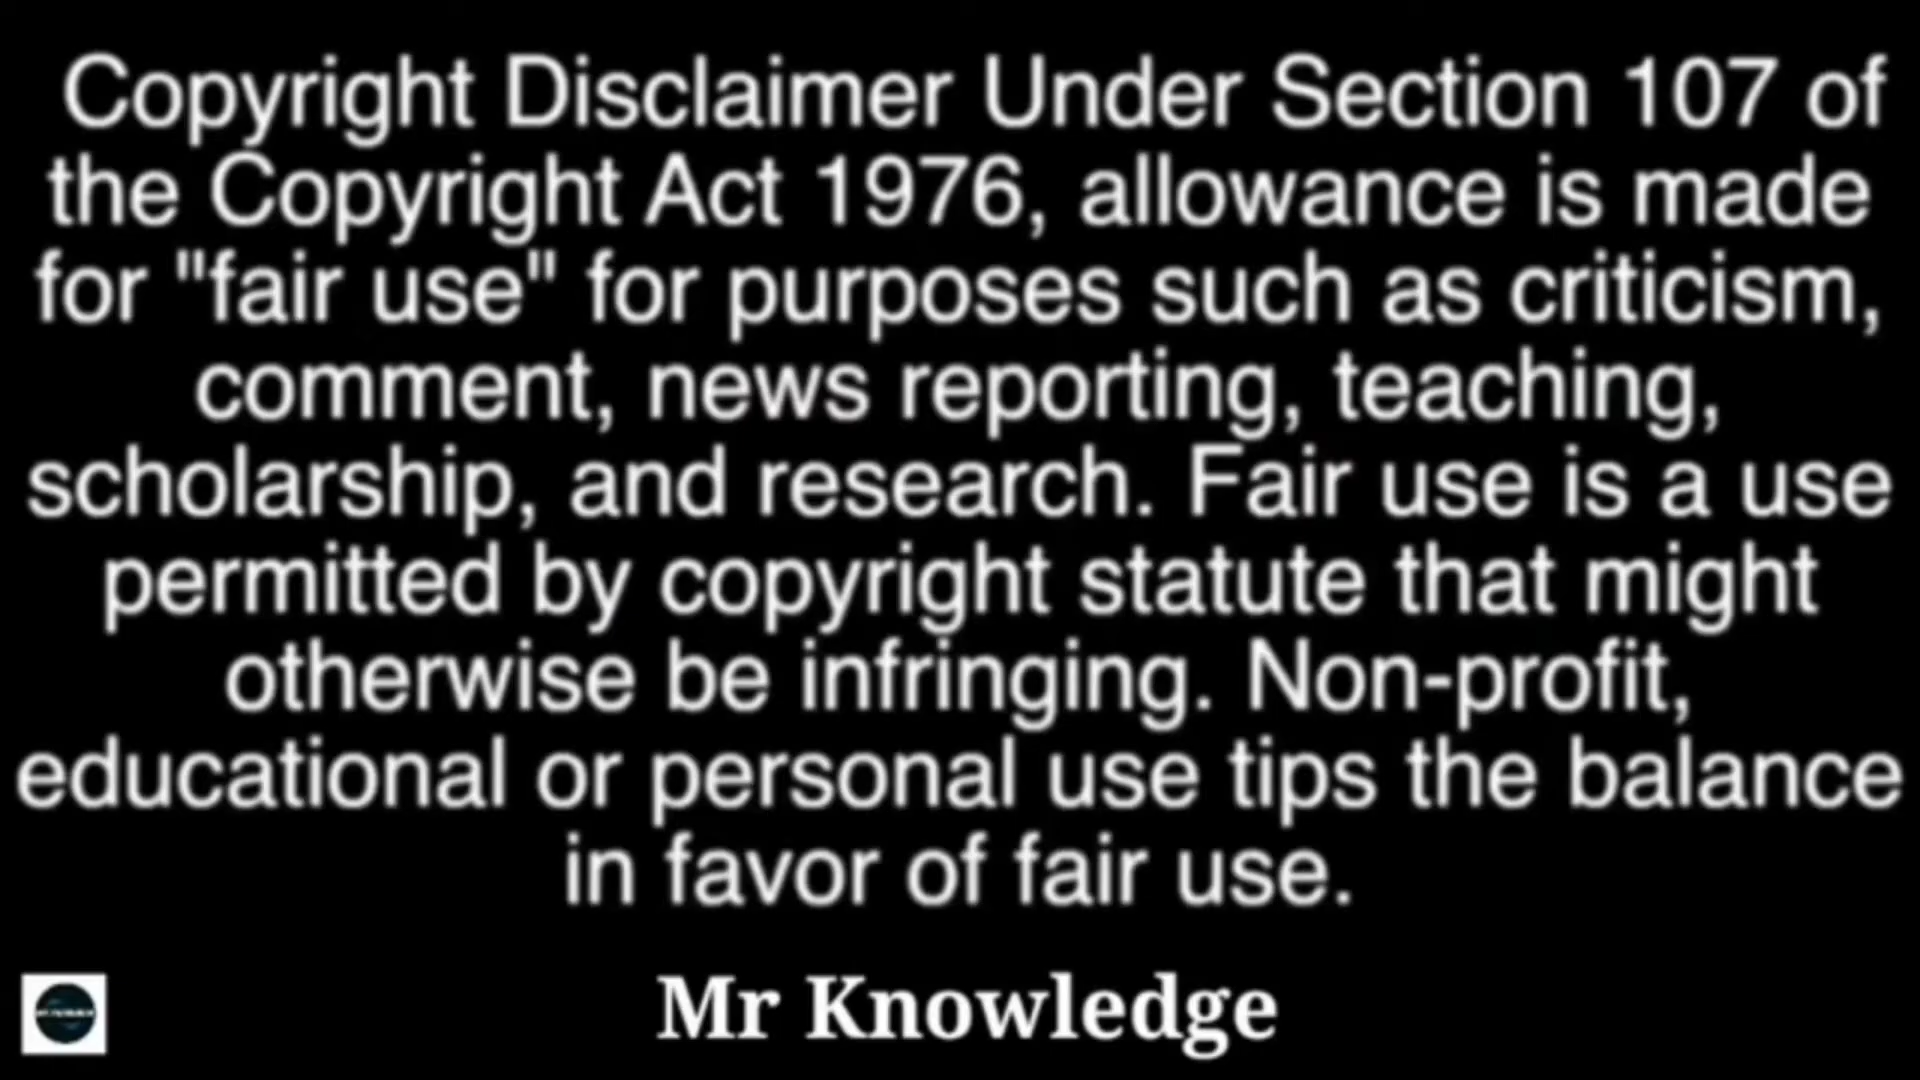 Copyright Disclaimer Under Section 107 of
the Copyright Act 1976, allowance is made
for "fair use" for purposes such as criticism,
comment, news reporting, teaching,
scholarship, and research. Fair use is a use
permitted by copyright statute that might
otherwise be infringing. Non-profit,
educational or personal use tips the balance
in favor of fair use.
Mr Knowledge